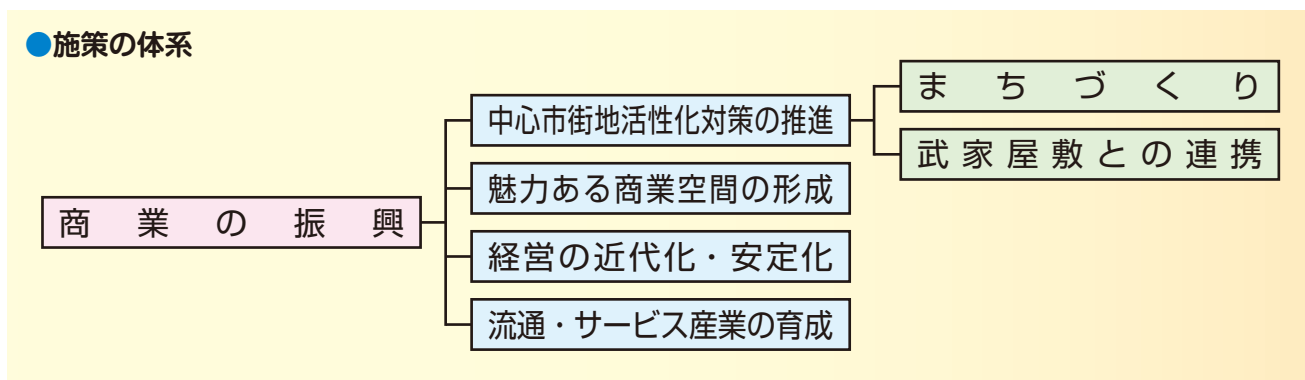 ●施策の体系
商業の振興
中心市街地活性化対策の推進
まちづくり
武家屋敷との連携
魅力ある商業空間の形成
経営の近代化・安定化
流通・サービス産業の育成